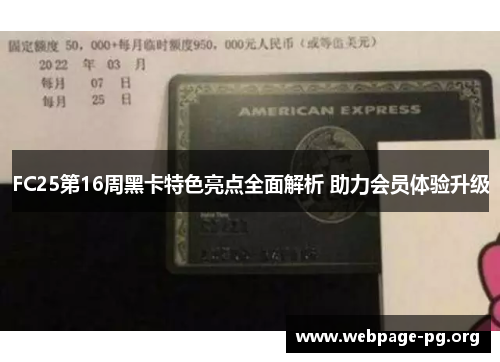 固定额度 50，000+每月临时额度950，000元人民币（或等值美元）
2022 年 03 月
每月 07 日
每月 25 日
AMERICAN EXPRESS
FC25第16周黑卡特色亮点全面解析 助力会员体验升级
www.webpage-pg.org